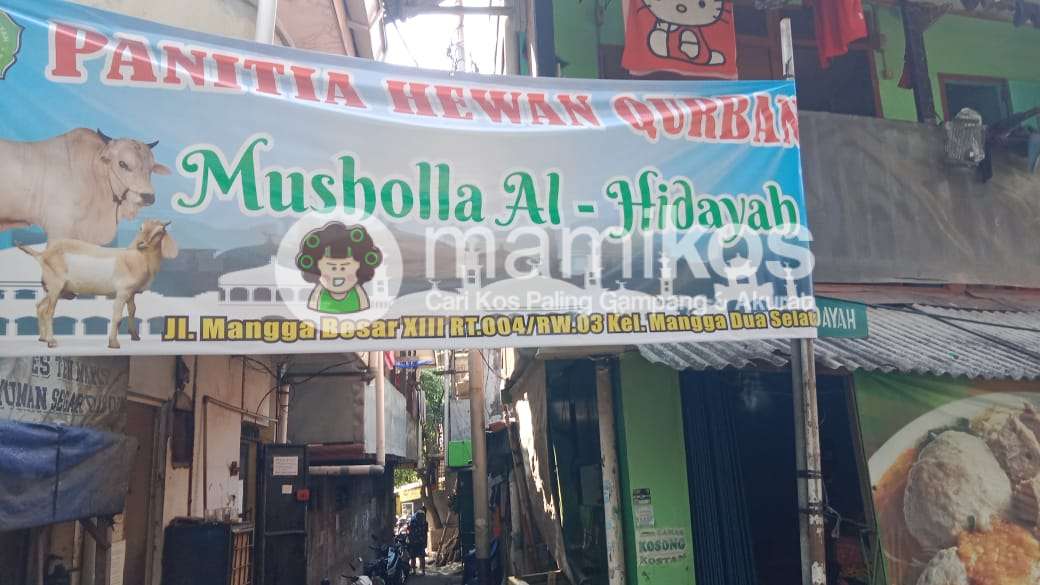 PANITIA HEWAN QURBAN
Musholla Al - Hidayah
mamikos
Cari Kos Paling Gampang & Akurat
Jl. Mangga Besar XIII RT.004/RW.03 Kel. Mangga Dua Selat
AYAH
KOSONG
KOSTAN